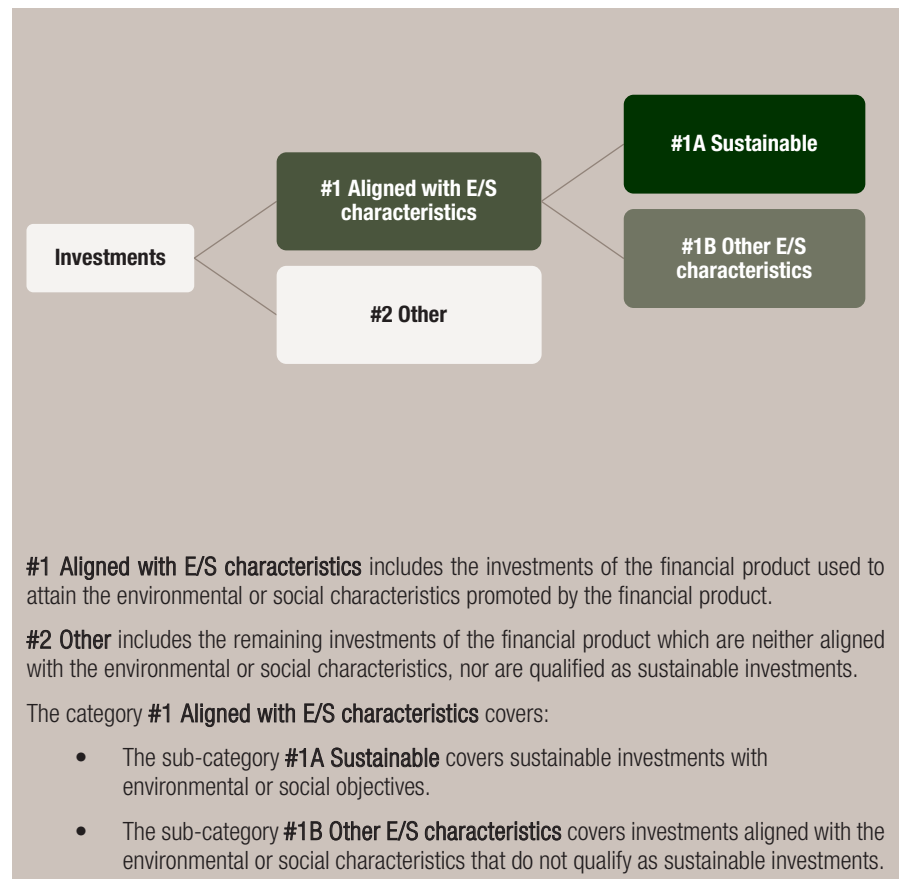 #1A Sustainable
#1 Aligned with E/S
characteristics
#1B Other E/S
characteristics
Investments
#2 Other
#1 Aligned with E/S characteristics includes the investments of the financial product used to
attain the environmental or social characteristics promoted by the financial product.
#2 Other includes the remaining investments of the financial product which are neither aligned
with the environmental or social characteristics, nor are qualified as sustainable investments.
The category #1 Aligned with E/S characteristics covers:
• The sub-category #1A Sustainable covers sustainable investments with
environmental or social objectives.
• The sub-category #1B Other E/S characteristics covers investments aligned with the
environmental or social characteristics that do not qualify as sustainable investments.